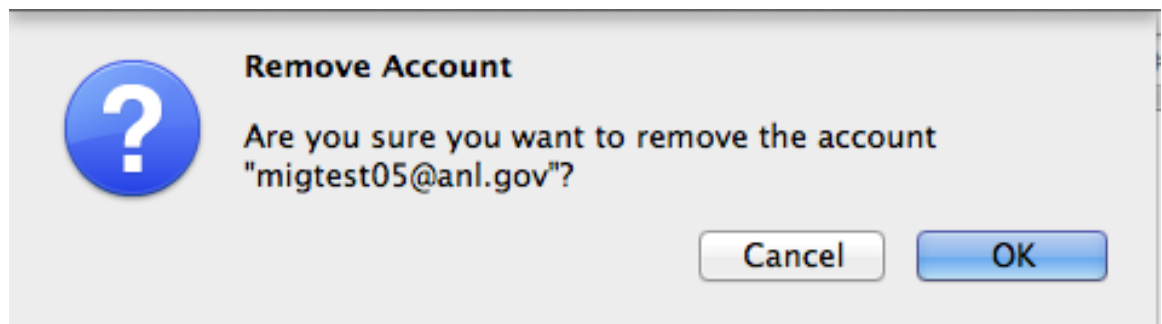 Remove Account
Are you sure you want to remove the account
"migtest05@anl.gov"?
Cancel OK